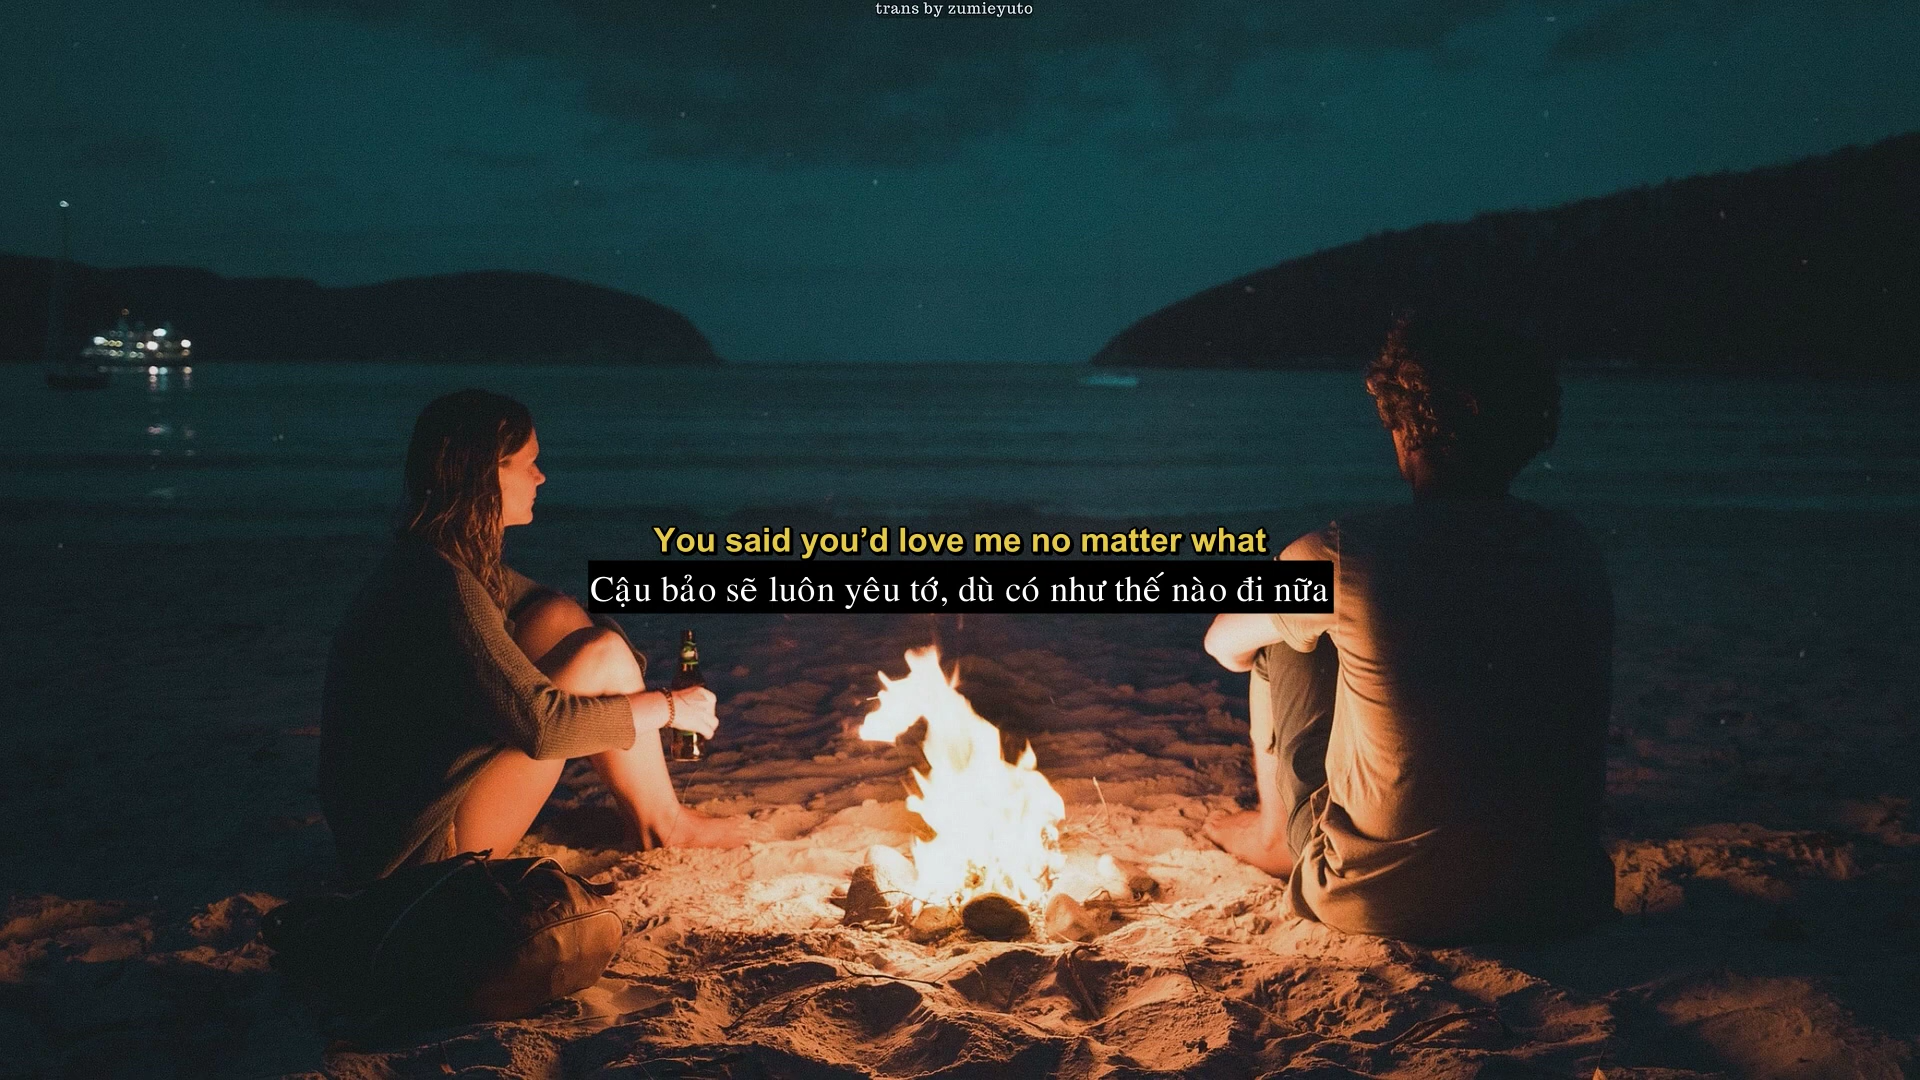 trans by zumieyuto
You said you’d love me no matter what
Cậu bảo sẽ luôn yêu tớ, dù có như thế nào đi nữa